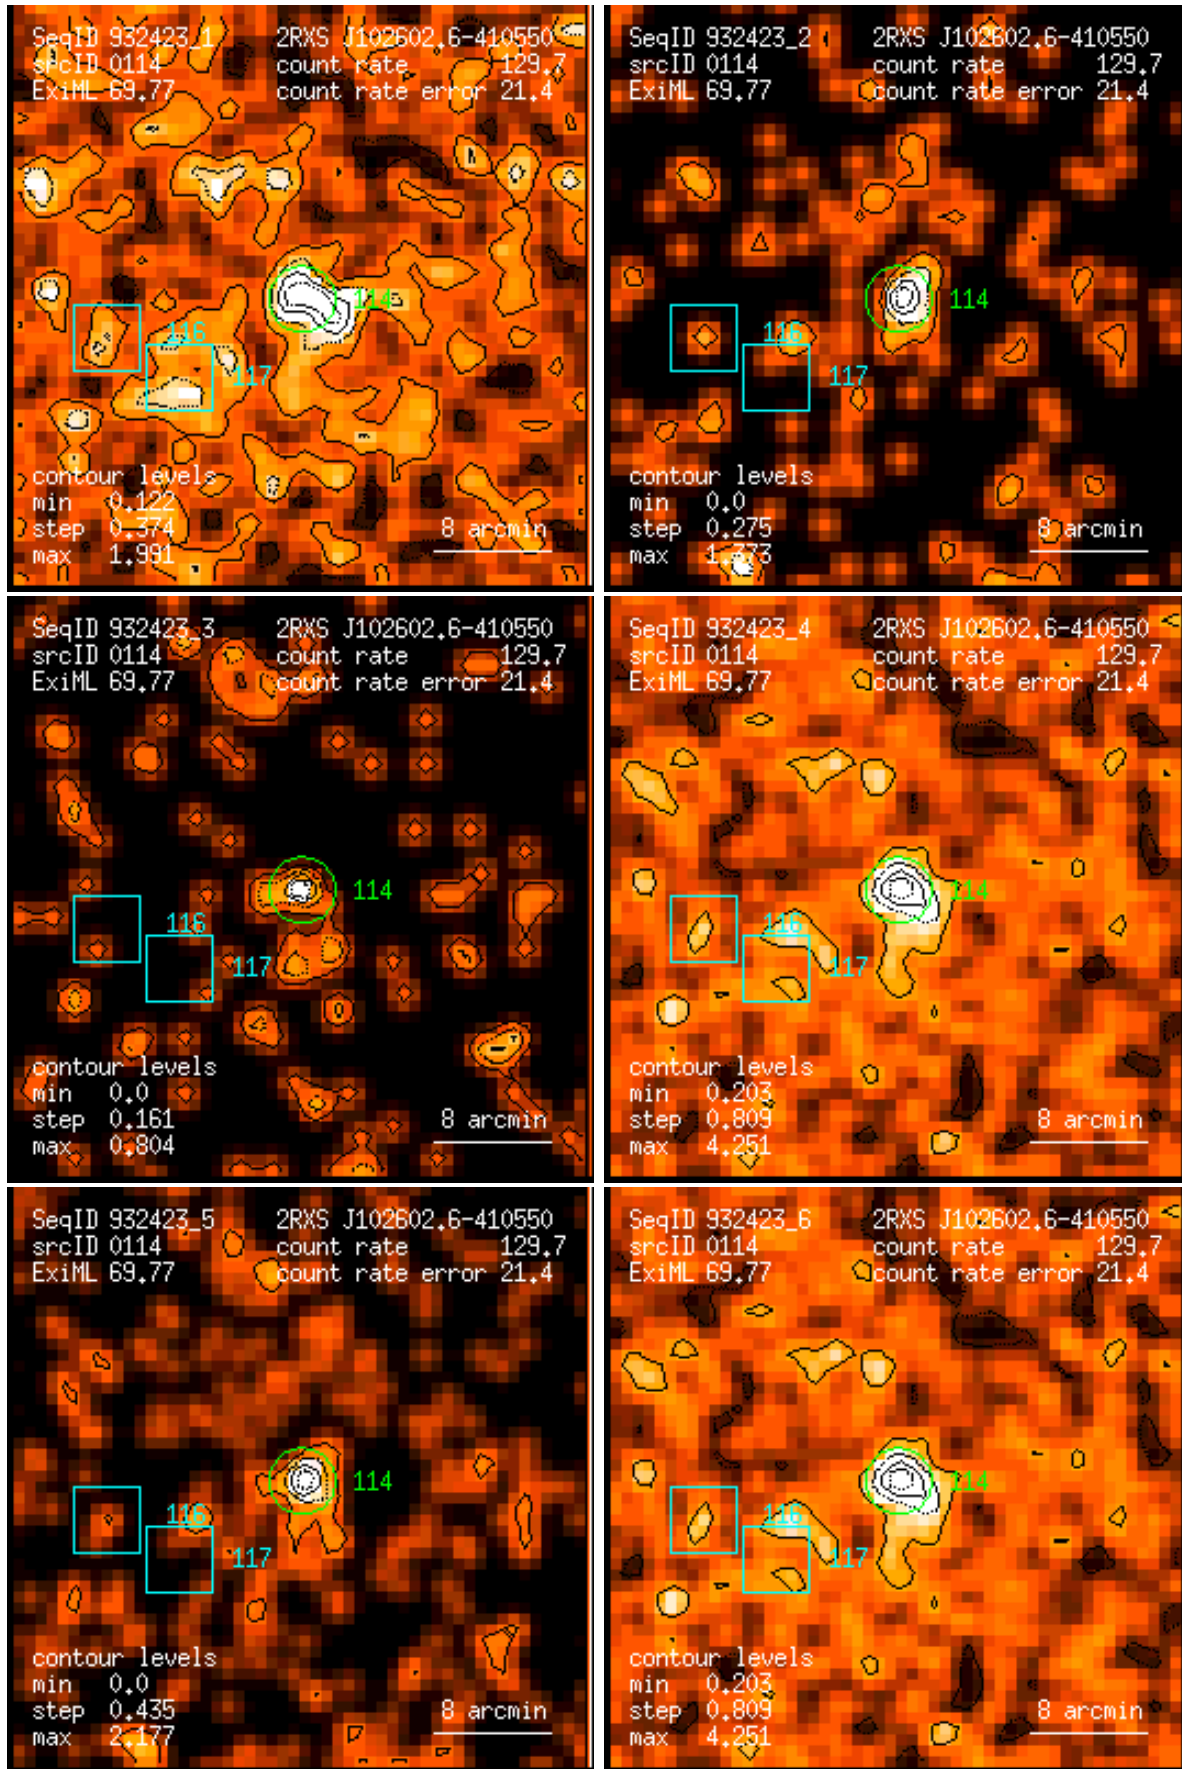 SeqID 932423_1 2RXS J102602.6-410550
srcID 0114 count rate 129.7
ExiML 69.77 count rate error 21.4
114
116
117
contour levels
min 0.122
step 0.374
max 1.991
8 arcmin
SeqID 932423_2 2RXS J102602.6-410550
srcID 0114 count rate 129.7
ExiML 69.77 count rate error 21.4
114
116
117
contour levels
min 0.0
step 0.275
max 1.373
8 arcmin
SeqID 932423_3 2RXS J102602.6-410550
srcID 0114 count rate 129.7
ExiML 69.77 count rate error 21.4
114
116
117
contour levels
min 0.0
step 0.161
max 0.804
8 arcmin
SeqID 932423_4 2RXS J102602.6-410550
srcID 0114 count rate 129.7
ExiML 69.77 count rate error 21.4
114
116
117
contour levels
min 0.203
step 0.809
max 4.251
8 arcmin
SeqID 932423_5 2RXS J102602.6-410550
srcID 0114 count rate 129.7
ExiML 69.77 count rate error 21.4
114
116
117
contour levels
min 0.0
step 0.435
max 2.177
8 arcmin
SeqID 932423_6 2RXS J102602.6-410550
srcID 0114 count rate 129.7
ExiML 69.77 count rate error 21.4
114
116
117
contour levels
min 0.203
step 0.809
max 4.251
8 arcmin